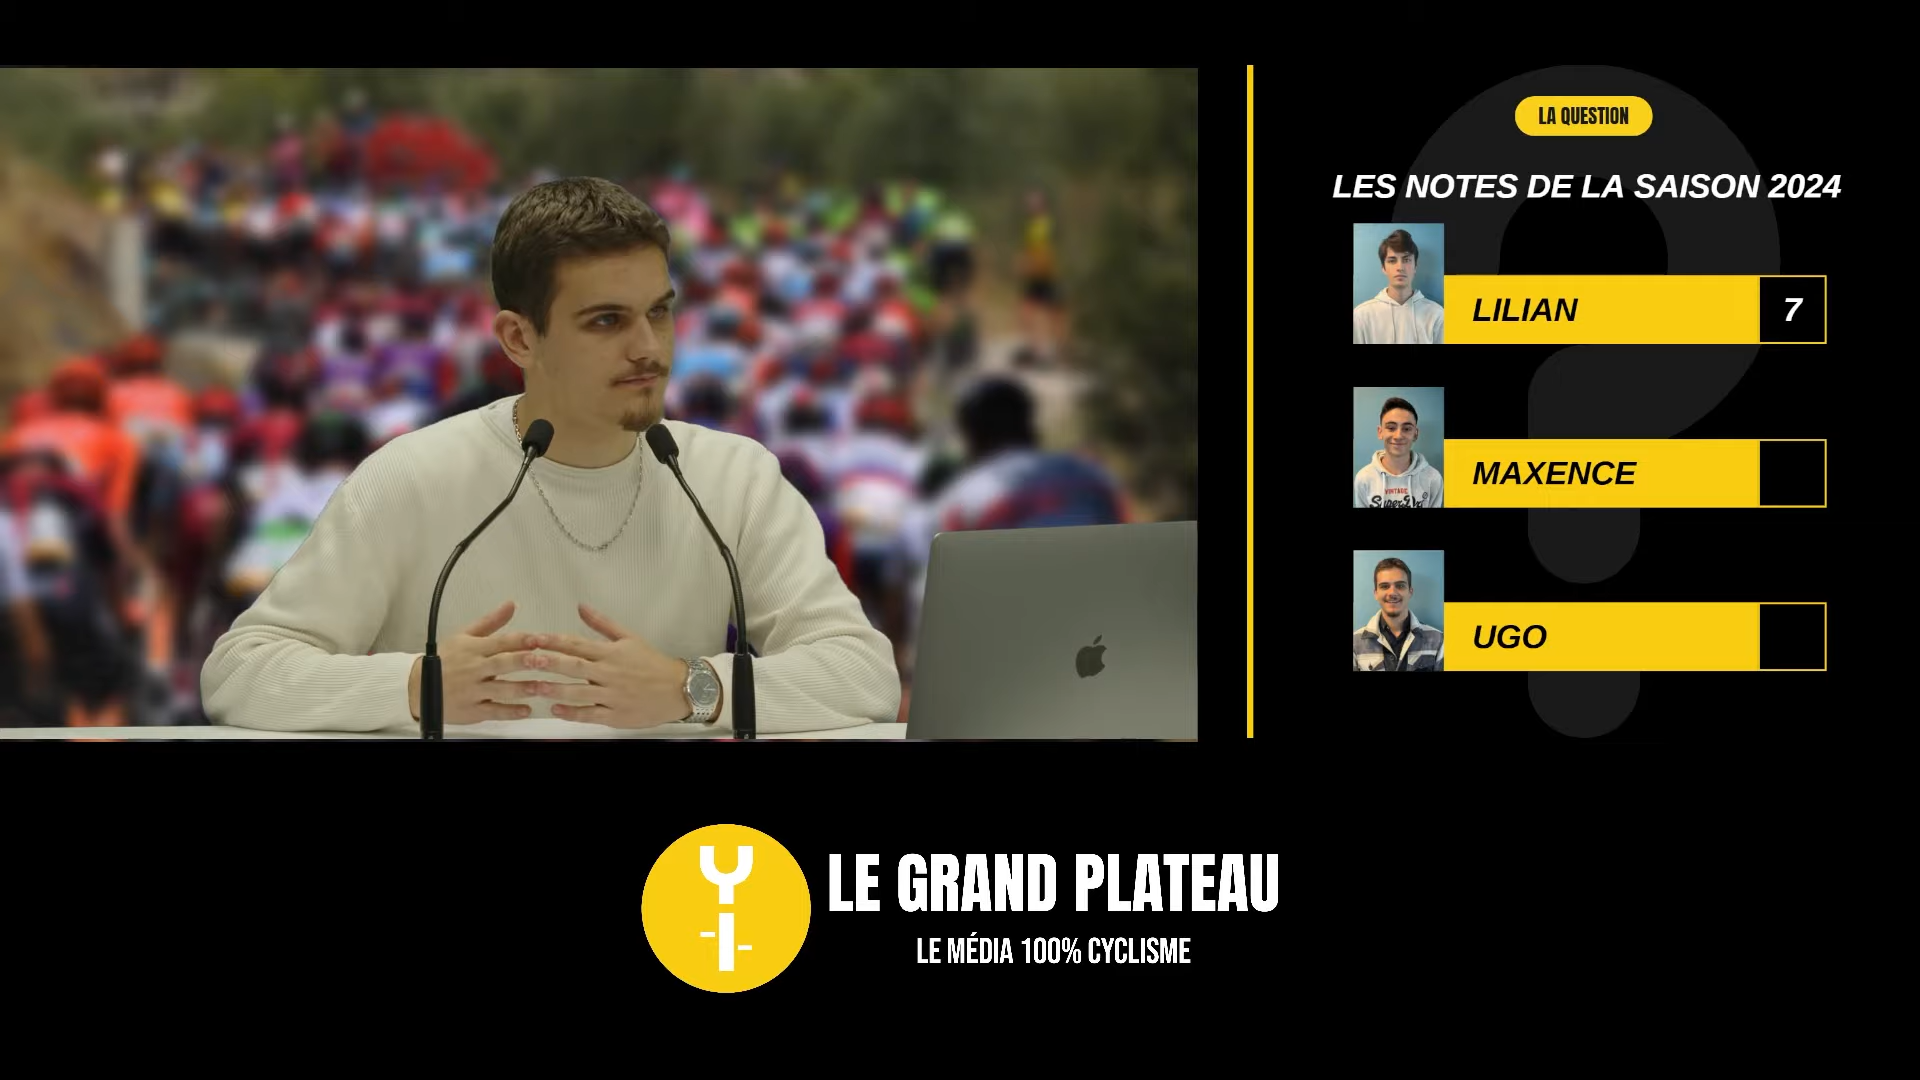 LA QUESTION
LES NOTES DE LA SAISON 2024
LILIAN
7
VINTAGE
MAXENCE
UGO
LE GRAND PLATEAU
LE MÉDIA 100% CYCLISME